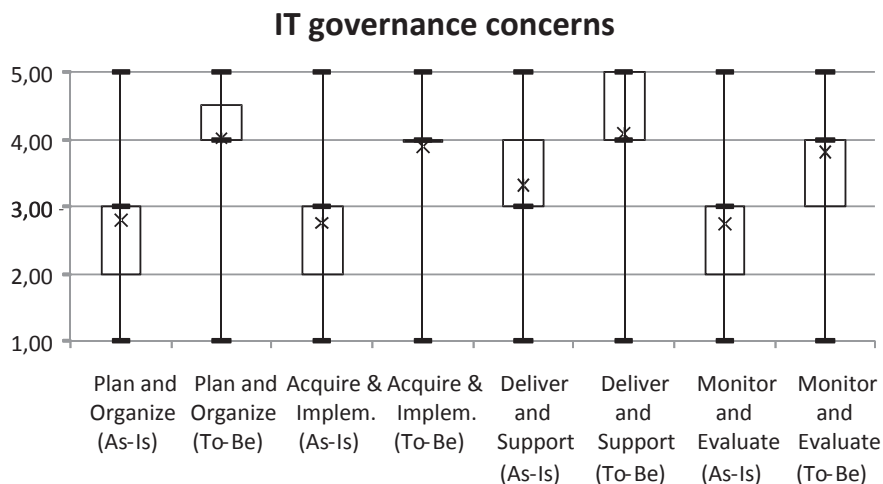 IT governance concerns
5,00
4,00
3,00
2,00
1,00
Plan and
Organize
(As-Is)
Plan and
Organize
(To-Be)
Acquire &
Implem.
(As-Is)
Acquire &
Implem.
(To-Be)
Deliver
and
Support
(As-Is)
Deliver
and
Support
(To-Be)
Monitor
and
Evaluate
(As-Is)
Monitor
and
Evaluate
(To-Be)